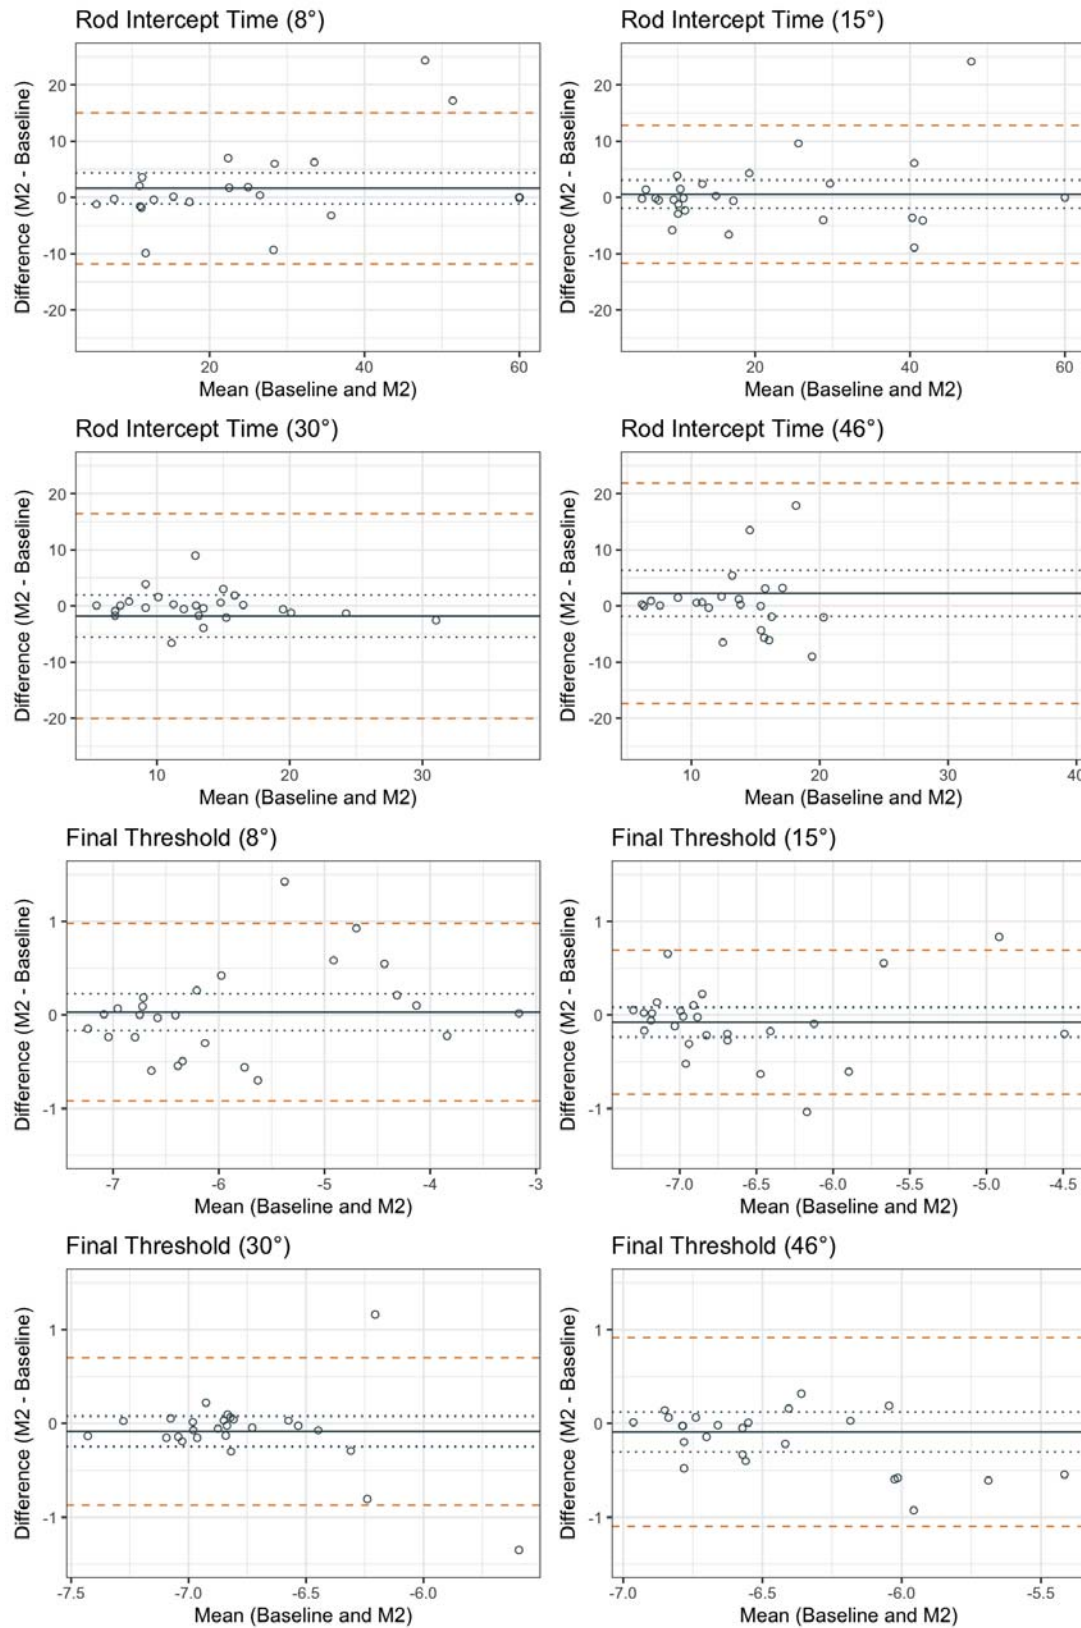 Rod Intercept Time (8°)
Rod Intercept Time (15°)
Difference (M2 - Baseline)
20
10
0
-10
-20
20
40
60
Mean (Baseline and M2)
Difference (M2 - Baseline)
20
10
0
-10
-20
20
40
60
Mean (Baseline and M2)
Rod Intercept Time (30°)
Rod Intercept Time (46°)
Difference (M2 - Baseline)
20
10
0
-10
-20
10
20
30
Mean (Baseline and M2)
Difference (M2 - Baseline)
20
10
0
-10
-20
10
20
30
40
Mean (Baseline and M2)
Final Threshold (8°)
Final Threshold (15°)
Difference (M2 - Baseline)
1
0
-1
-7
-6
-5
-4
-3
Mean (Baseline and M2)
Difference (M2 - Baseline)
1
0
-1
-7.0
-6.5
-6.0
-5.5
-5.0
-4.5
Mean (Baseline and M2)
Final Threshold (30°)
Final Threshold (46°)
Difference (M2 - Baseline)
1
0
-1
-7.5
-7.0
-6.5
-6.0
Mean (Baseline and M2)
Difference (M2 - Baseline)
1
0
-1
-7.0
-6.5
-6.0
-5.5
Mean (Baseline and M2)